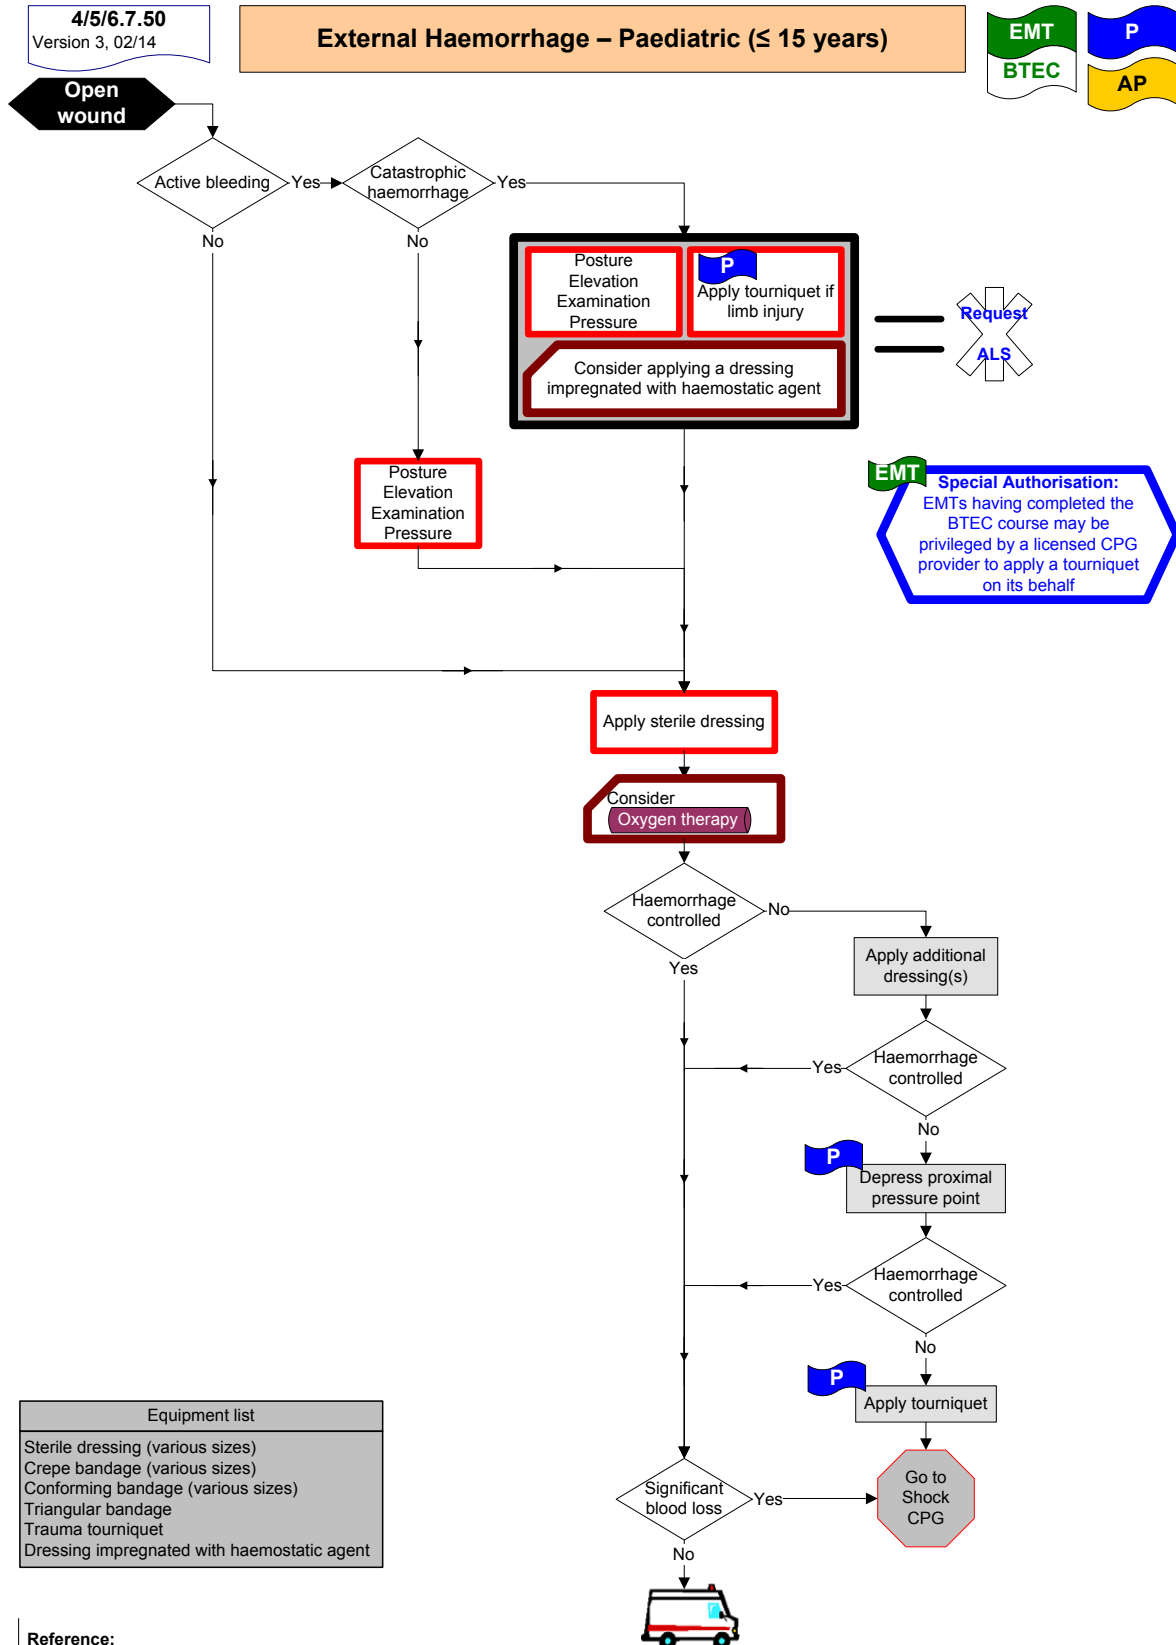 4/5/6.7.50
Version 3, 02/14
External Haemorrhage – Paediatric (≤ 15 years)
EMT
P
BTEC
AP
Open
wound
Active bleeding
Yes
Catastrophic
haemorrhage
Yes
No
No
Posture
Elevation
Examination
Pressure
P
Apply tourniquet if
limb injury
Consider applying a dressing
impregnated with haemostatic agent
Request
ALS
Posture
Elevation
Examination
Pressure
EMT
Special Authorisation:
EMTs having completed the
BTEC course may be
privileged by a licensed CPG
provider to apply a tourniquet
on its behalf
Apply sterile dressing
Consider
Oxygen therapy
Haemorrhage
controlled
No
Yes
Apply additional
dressing(s)
Haemorrhage
controlled
Yes
No
P
Depress proximal
pressure point
Haemorrhage
controlled
Yes
No
P
Apply tourniquet
Equipment list
Sterile dressing (various sizes)
Crepe bandage (various sizes)
Conforming bandage (various sizes)
Triangular bandage
Trauma tourniquet
Dressing impregnated with haemostatic agent
Significant
blood loss
Yes
Go to
Shock
CPG
No
Reference: